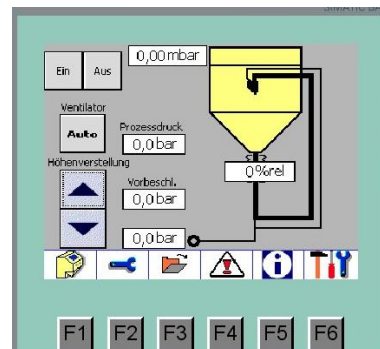 SIMATIC
0,00 mbar
Ein Aus
Ventilator
Auto
Prozessdruck
0,0 bar
0 %rel
Höhenverstellung
Vorbeschl.
0,0 bar
0,0 bar
F1 F2 F3 F4 F5 F6